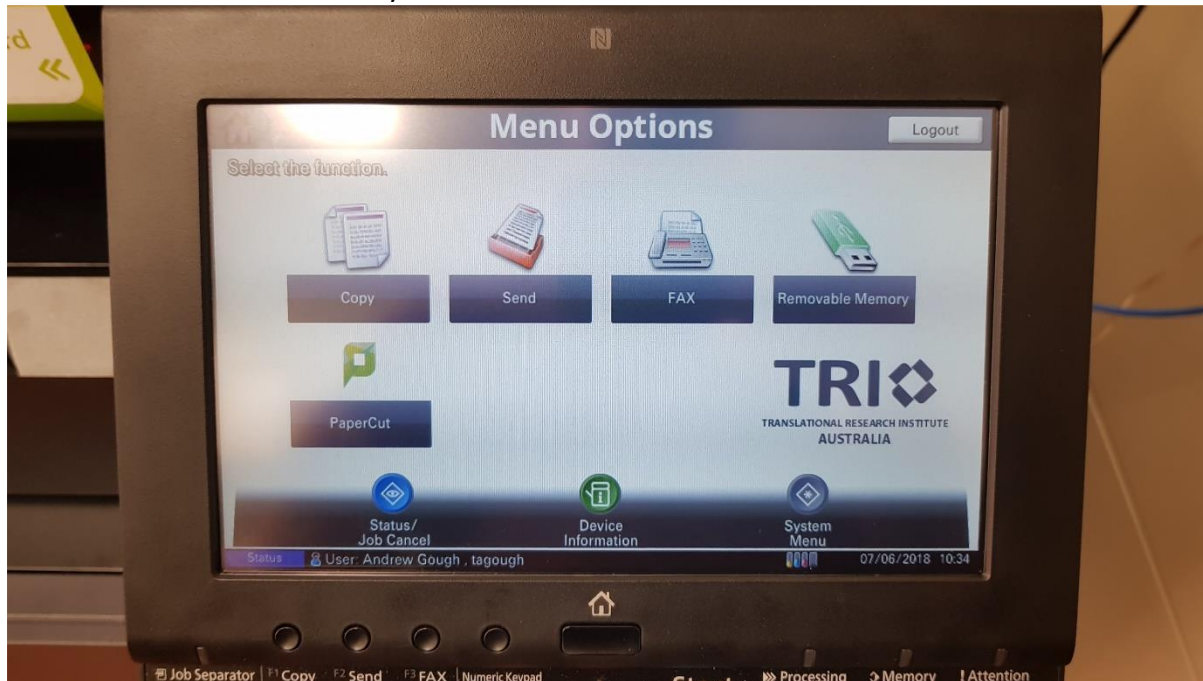 Menu Options
Logout
Select the function.
Copy
Send
FAX
Removable Memory
PaperCut
TRI
TRANSLATIONAL RESEARCH INSTITUTE
AUSTRALIA
Status/
Job Cancel
Device
Information
System
Menu
Status
User: Andrew Gough , tagough
07/06/2018 10:34
Job Separator
F1 Copy
F2 Send
F3 FAX
Numeric Keypad
Processing
Memory
! Attention